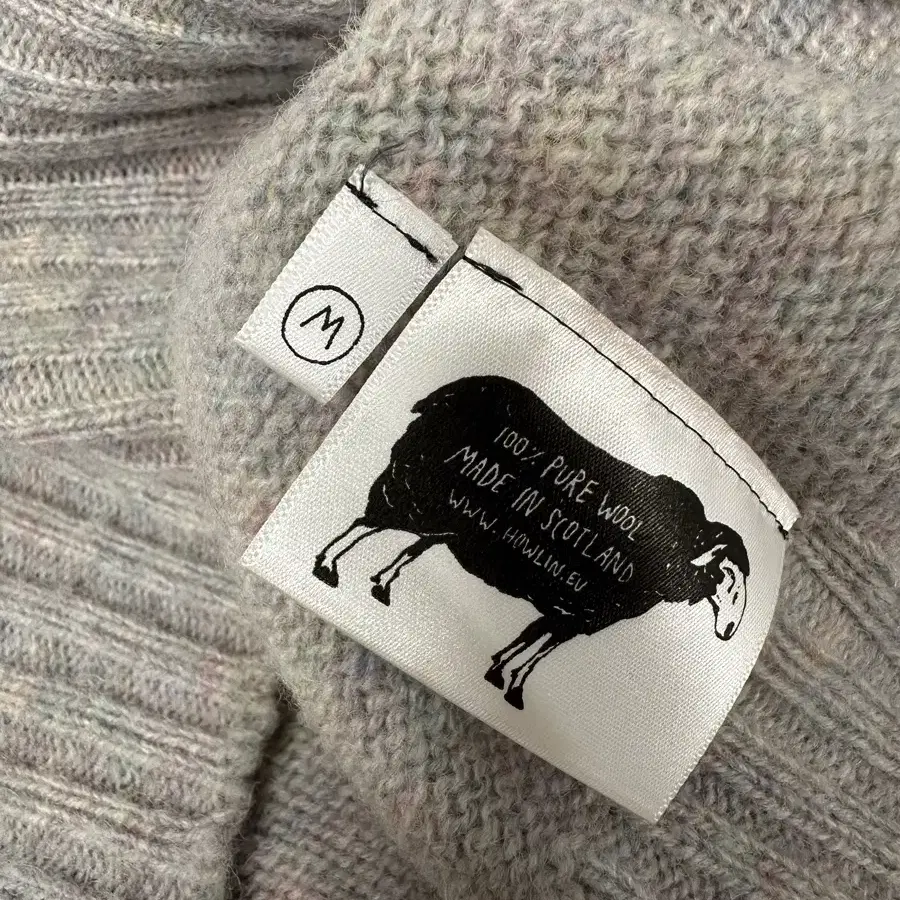 M
100% PURE WOOL
MADE IN SCOTLAND
WWW.HOWLIN.EU